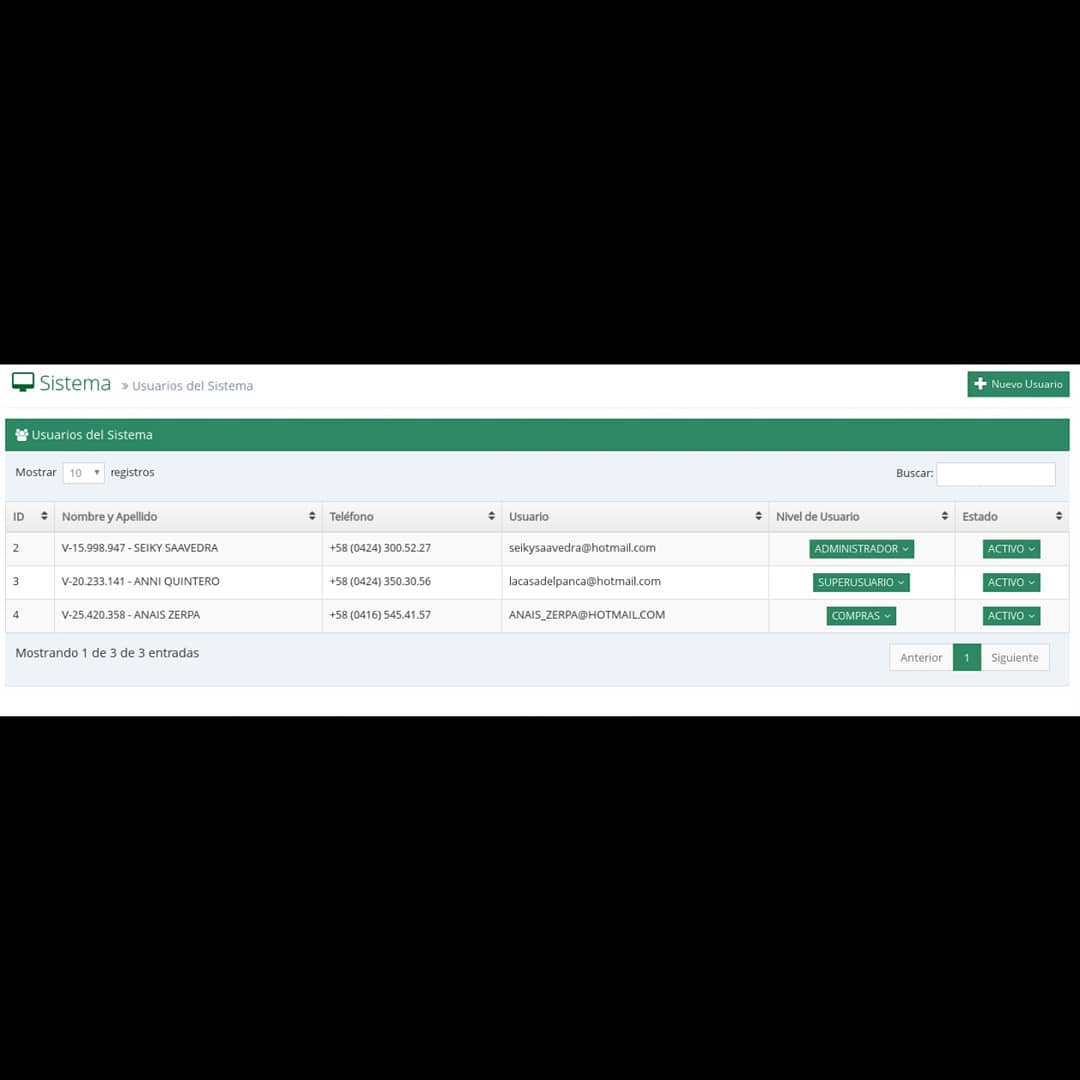 Sistema » Usuarios del Sistema
Nuevo Usuario
Usuarios del Sistema
Mostrar 10 registros
Buscar:
ID Nombre y Apellido Teléfono Usuario Nivel de Usuario Estado
2 V-15.998.947 - SEIKY SAAVEDRA +58 (0424) 300.52.27 seikysaavedra@hotmail.com ADMINISTRADOR ACTIVO
3 V-20.233.141 - ANNI QUINTERO +58 (0424) 350.30.56 lacasadelpanca@hotmail.com SUPERUSUARIO ACTIVO
4 V-25.420.358 - ANAIS ZERPA +58 (0416) 545.41.57 ANAIS_ZERPA@HOTMAIL.COM COMPRAS ACTIVO
Mostrando 1 de 3 de 3 entradas
Anterior 1 Siguiente